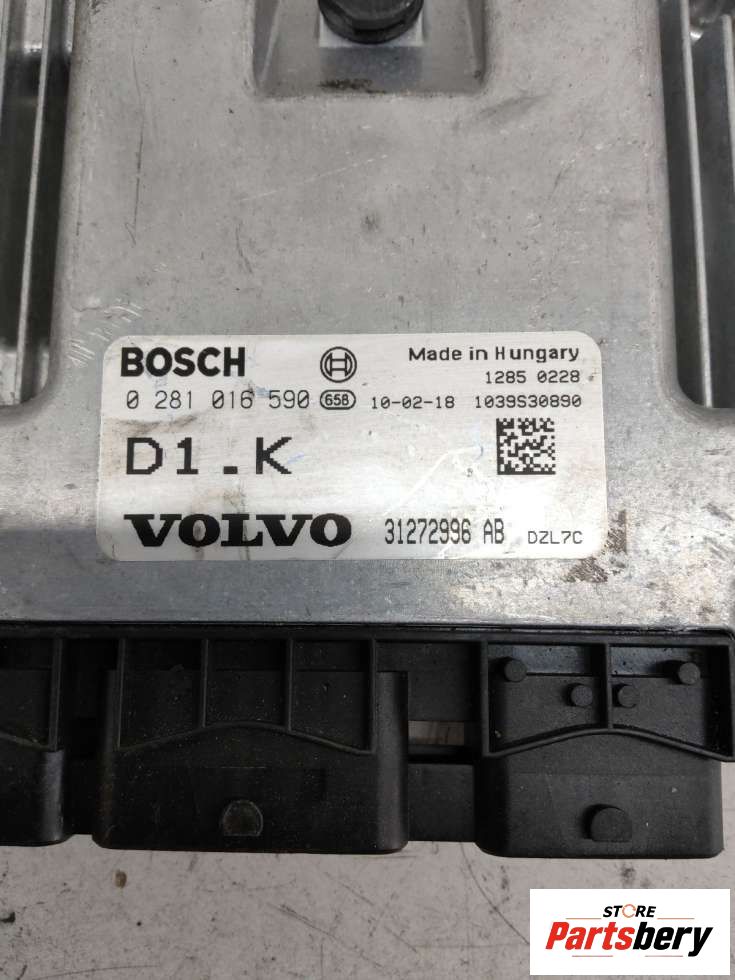 BOSCH
Made in Hungary
1285 0228
0 281 016 590 658 10-02-18 1039S30890
D1.K
VOLVO 31272996 AB DZL7C
STORE
Partsbery